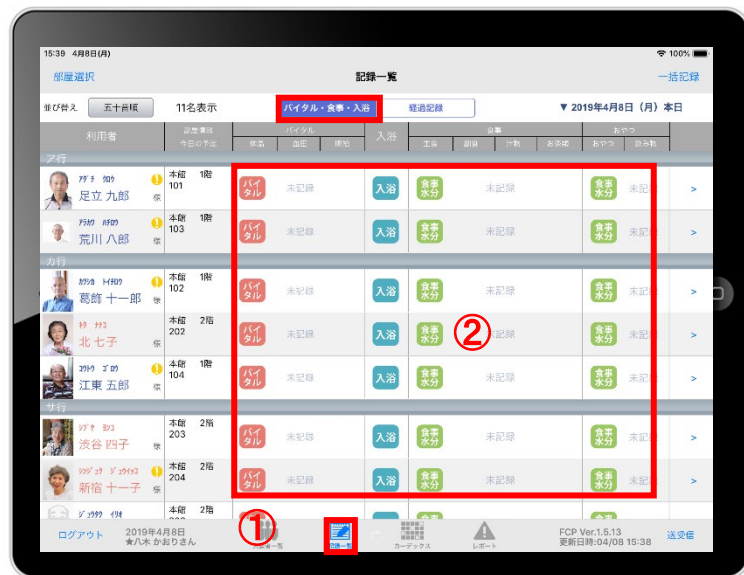 15:39 4月8日(月)
100%
部屋選択 記録一覧 一括記録
並び替え 五十音順 11名表示 バイタル・食事・入浴 経過記録 ▼ 2019年4月8日 (月) 本日
利用者 今日の予定 バイタル 入浴 食事 おやつ
体温 血圧 主食 副食 汁物 お茶類 おやつ 飲み物
ア行
足立 九郎 様 本館 1階 101 バイタル 未記録 入浴 食事水分 未記録 食事水分 未記 >
荒川 八郎 様 本館 1階 103 バイタル 未記録 入浴 食事水分 未記録 食事水分 未記 >
カ行
葛飾 十一郎 様 本館 1階 102 バイタル 未記録 入浴 食事水分 未記録 食事水分 未記 >
北 七子 様 本館 2階 202 バイタル 未記録 入浴 食事水分 ② 未記録 食事水分 未記 >
江東 五郎 様 本館 1階 104 バイタル 未記録 入浴 食事水分 未記録 食事水分 未記 >
サ行
渋谷 四子 様 本館 2階 203 バイタル 未記録 入浴 食事水分 未記録 食事水分 未記 >
新宿 十一子 様 本館 2階 204 バイタル 未記録 入浴 食事水分 未記録 食事水分 未記 >
本館 2階
ログアウト 2019年4月8日 ★八木 かおりさん ① 記録一覧 カーデックス レポート FCP Ver.1.5.13 更新日時:04/08 15:38 送受信